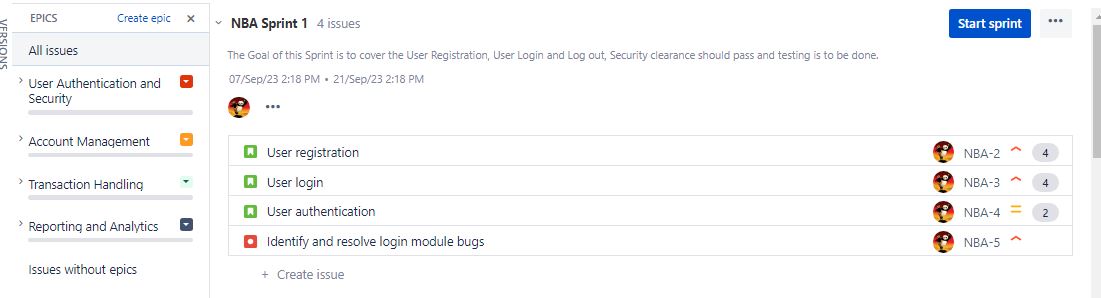 VERSIONS
EPICS Create epic ×
All issues
User Authentication and
Security
Account Management
Transaction Handling
Reporting and Analytics
Issues without epics
NBA Sprint 1 4 issues
Start sprint
•••
The Goal of this Sprint is to cover the User Registration, User Login and Log out, Security clearance should pass and testing is to be done.
07/Sep/23 2:18 PM • 21/Sep/23 2:18 PM
•••
User registration NBA-2 4
User login NBA-3 4
User authentication NBA-4 2
Identify and resolve login module bugs NBA-5
+ Create issue